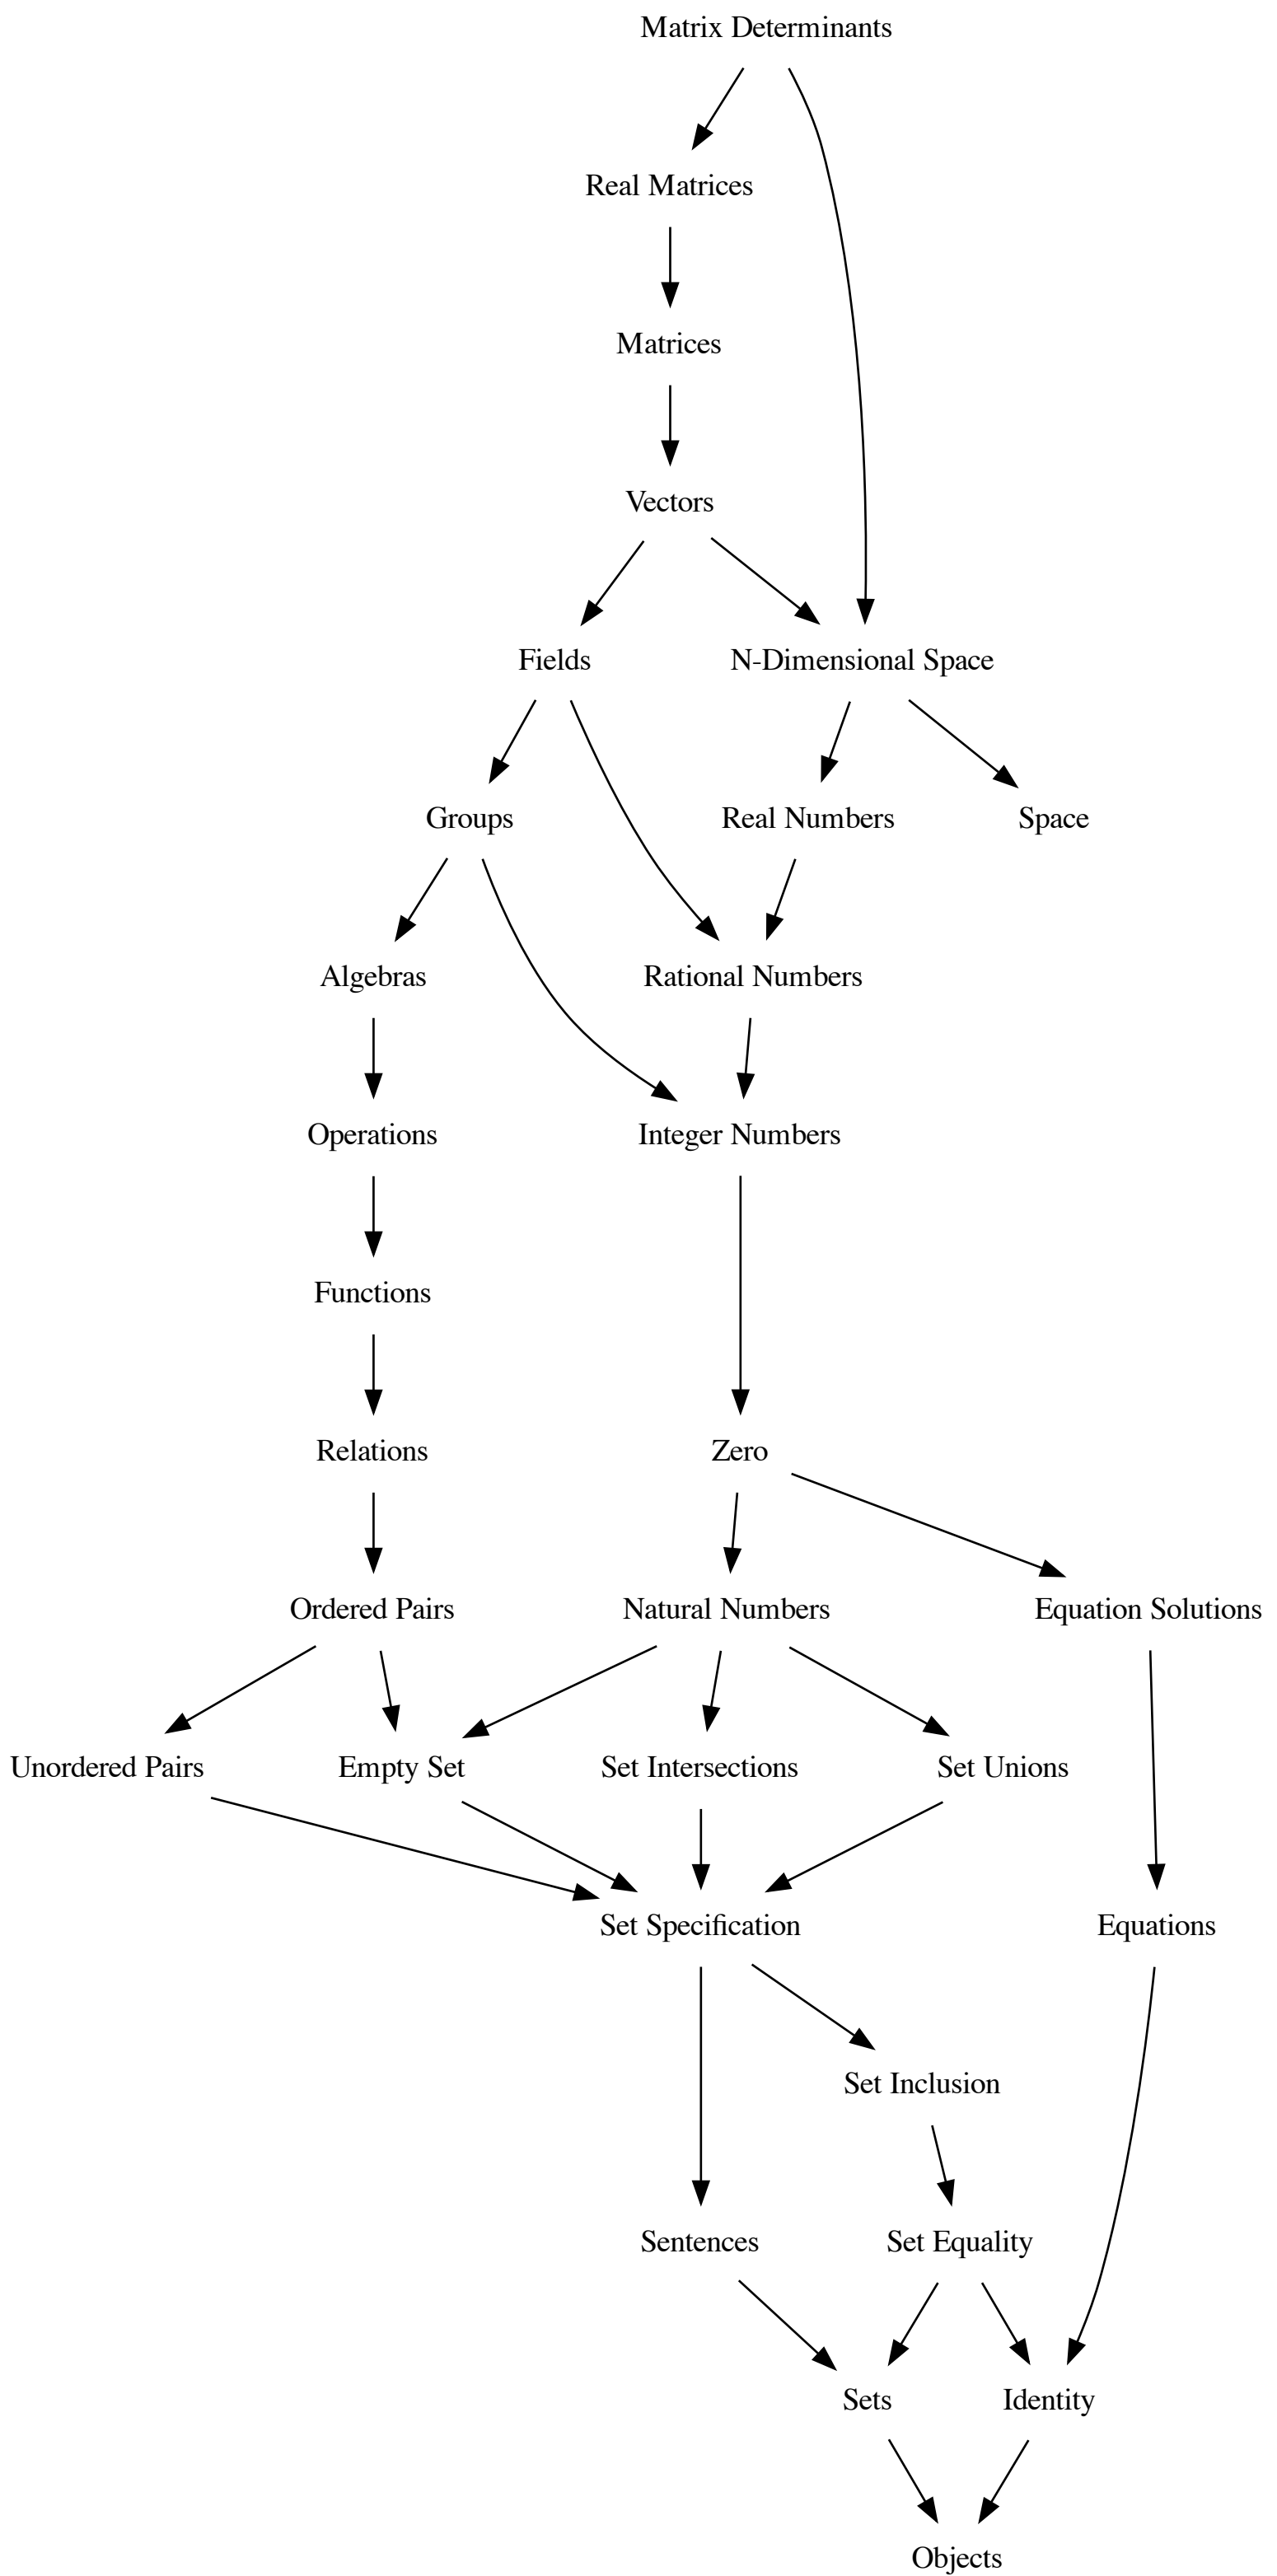 Matrix Determinants
Real Matrices
Matrices
Vectors
Fields
N-Dimensional Space
Groups
Real Numbers
Space
Algebras
Rational Numbers
Operations
Integer Numbers
Functions
Relations
Zero
Ordered Pairs
Natural Numbers
Equation Solutions
Unordered Pairs
Empty Set
Set Intersections
Set Unions
Set Specification
Equations
Set Inclusion
Sentences
Set Equality
Sets
Identity
Objects